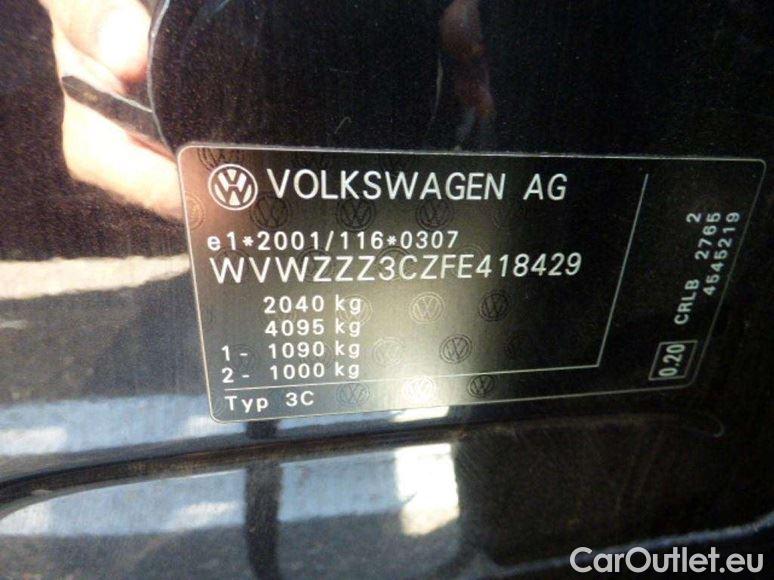 VOLKSWAGEN AG
e1*2001/116*0307
WVWZZZ3CZFE418429
2040 kg
4095 kg
1 - 1090 kg
2 - 1000 kg
Typ 3C
0.20
CRLB 2765 2
4545219
CarOutlet.eu